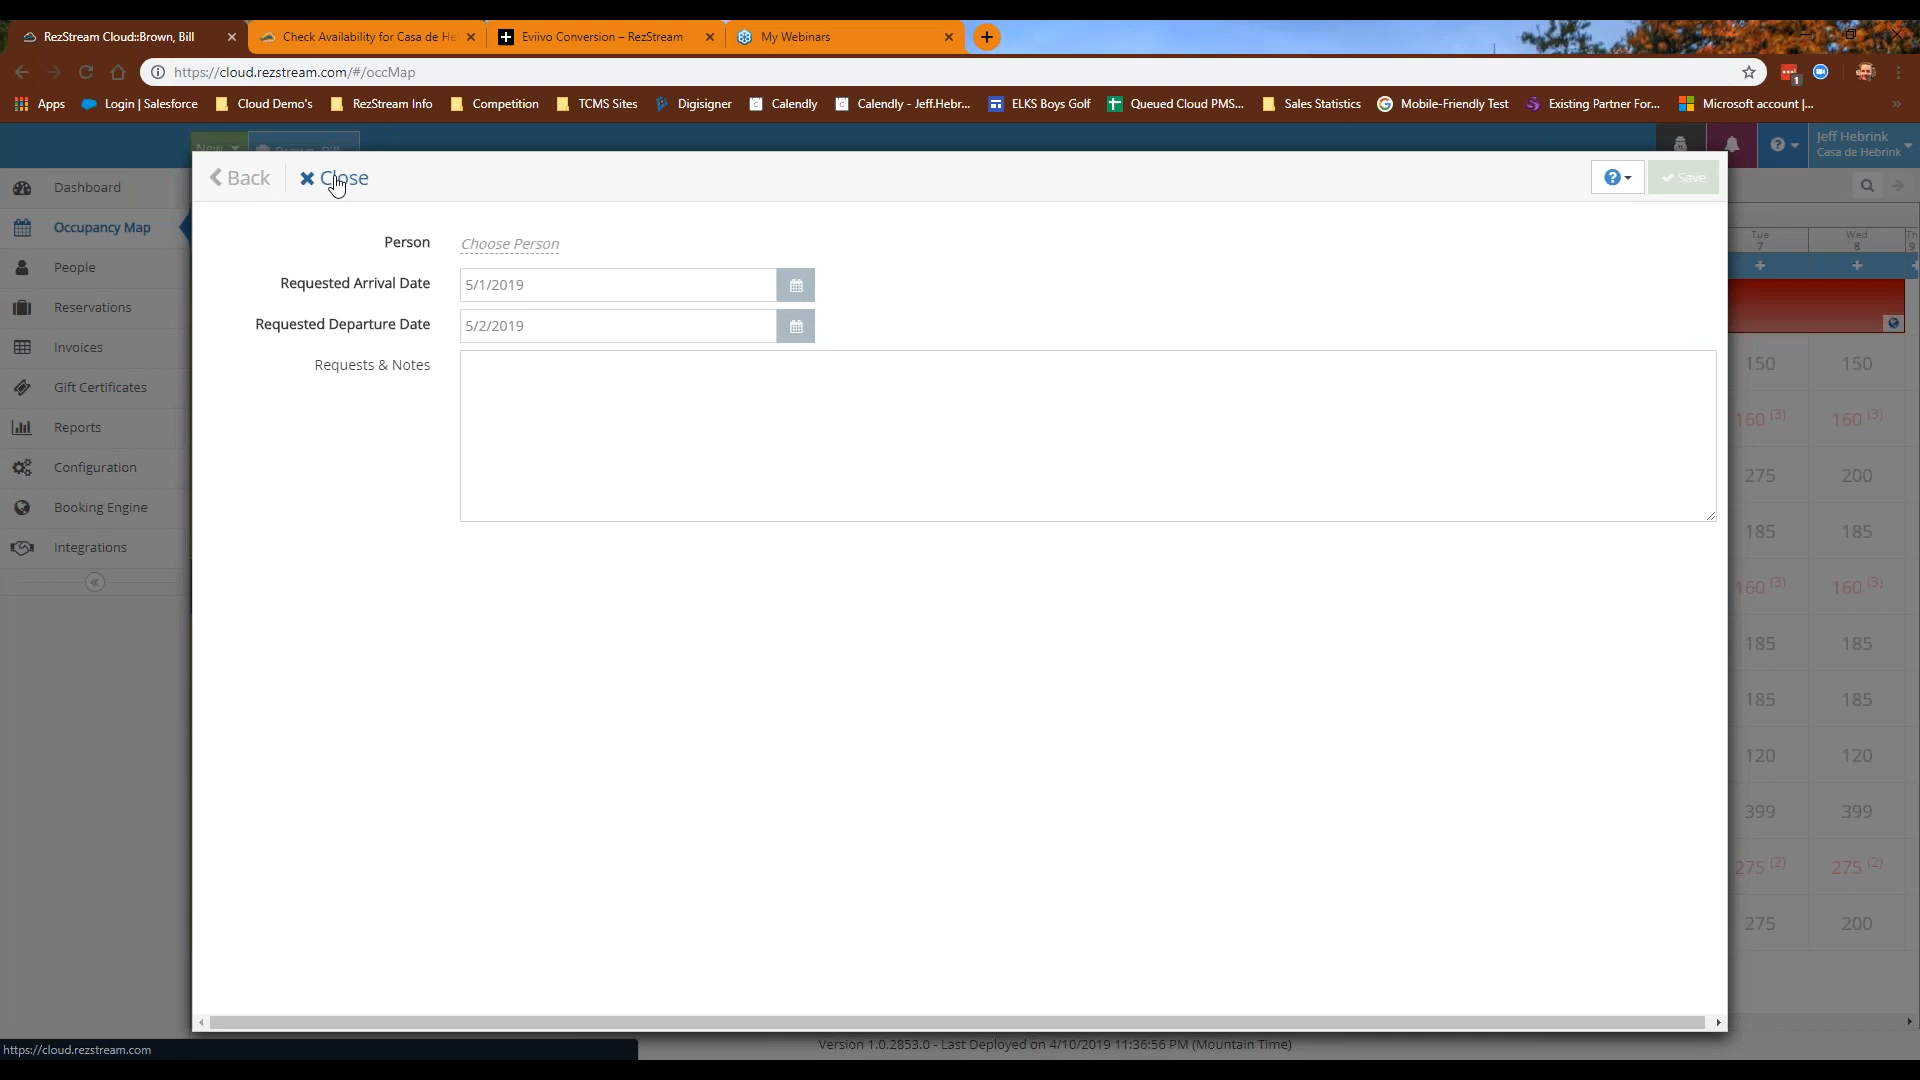 RezStream Cloud::Brown, Bill
Check Availability for Casa de He
Eviivo Conversion – RezStream
My Webinars
https://cloud.rezstream.com/#/occMap
1
Apps
Login | Salesforce
Cloud Demo's
RezStream Info
Competition
TCMS Sites
Digisigner
Calendly
Calendly - Jeff.Hebr...
ELKS Boys Golf
Queued Cloud PMS...
Sales Statistics
Mobile-Friendly Test
Existing Partner For...
Microsoft account |...
New
Brown, Bill
Jeff Hebrink
Casa de Hebrink
Dashboard
Occupancy Map
People
Reservations
Invoices
Gift Certificates
Reports
Configuration
Booking Engine
Integrations
Back
Close
Save
Person
Choose Person
Requested Arrival Date
5/1/2019
Requested Departure Date
5/2/2019
Requests & Notes
Tue
7
Wed
8
Th
9
150 150
160 (3) 160 (3)
275 200
185 185
160 (3) 160 (3)
185 185
185 185
120 120
399 399
275 (2) 275 (2)
275 200
https://cloud.rezstream.com
Version 1.0.2853.0 - Last Deployed on 4/10/2019 11:36:56 PM (Mountain Time)